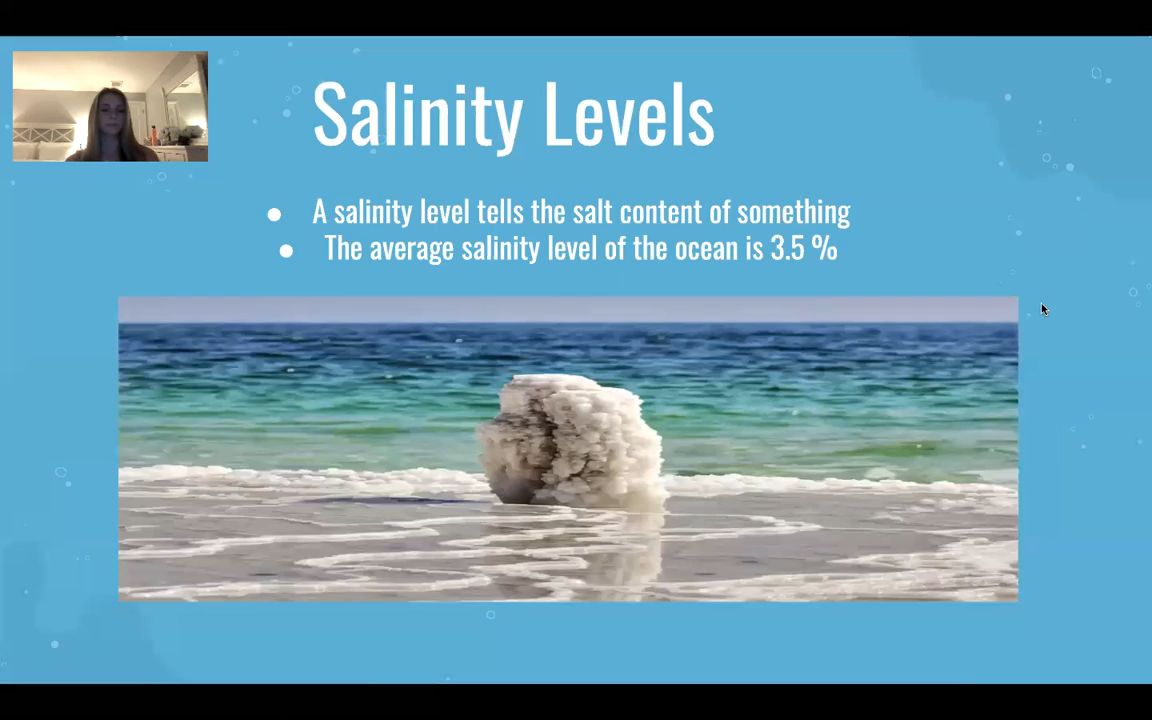 Salinity Levels
● A salinity level tells the salt content of something
● The average salinity level of the ocean is 3.5 %